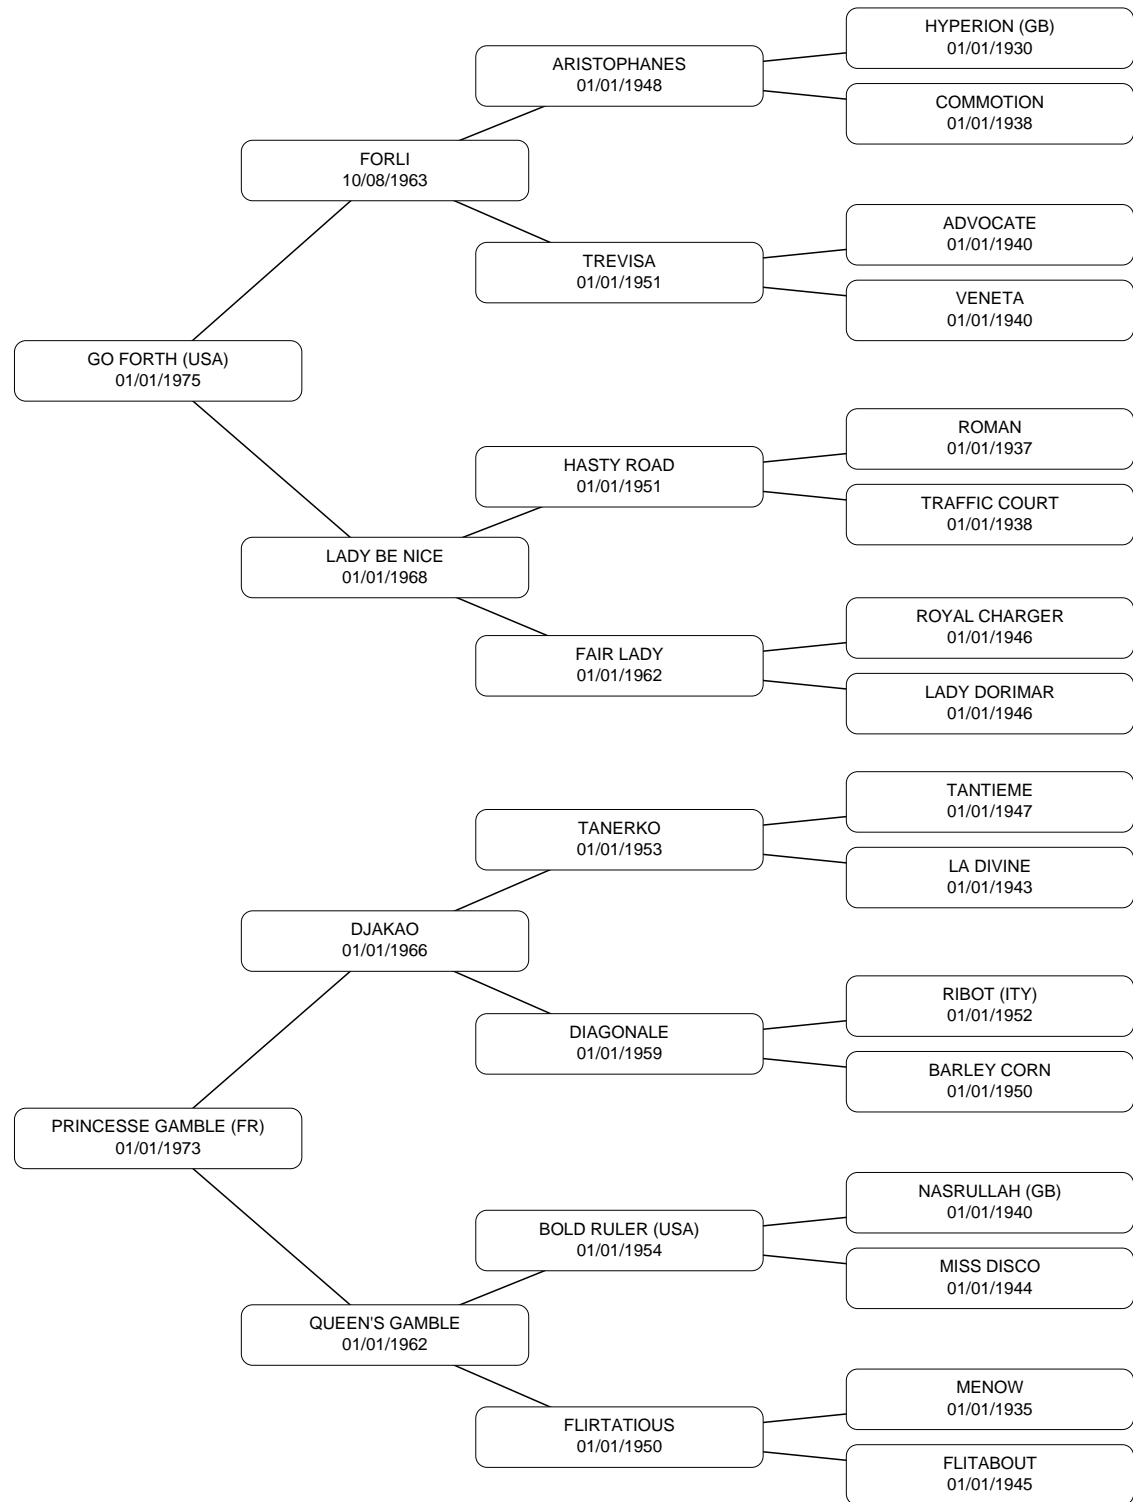 HYPERION (GB)
01/01/1930
ARISTOPHANES
01/01/1948
COMMOTION
01/01/1938
FORLI
10/08/1963
ADVOCATE
01/01/1940
TREVISA
01/01/1951
VENETA
01/01/1940
GO FORTH (USA)
01/01/1975
ROMAN
01/01/1937
HASTY ROAD
01/01/1951
TRAFFIC COURT
01/01/1938
LADY BE NICE
01/01/1968
ROYAL CHARGER
01/01/1946
FAIR LADY
01/01/1962
LADY DORIMAR
01/01/1946
TANTIEME
01/01/1947
TANERKO
01/01/1953
LA DIVINE
01/01/1943
DJAKAO
01/01/1966
RIBOT (ITY)
01/01/1952
DIAGONALE
01/01/1959
BARLEY CORN
01/01/1950
PRINCESSE GAMBLE (FR)
01/01/1973
NASRULLAH (GB)
01/01/1940
BOLD RULER (USA)
01/01/1954
MISS DISCO
01/01/1944
QUEEN'S GAMBLE
01/01/1962
MENOW
01/01/1935
FLIRTATIOUS
01/01/1950
FLITABOUT
01/01/1945